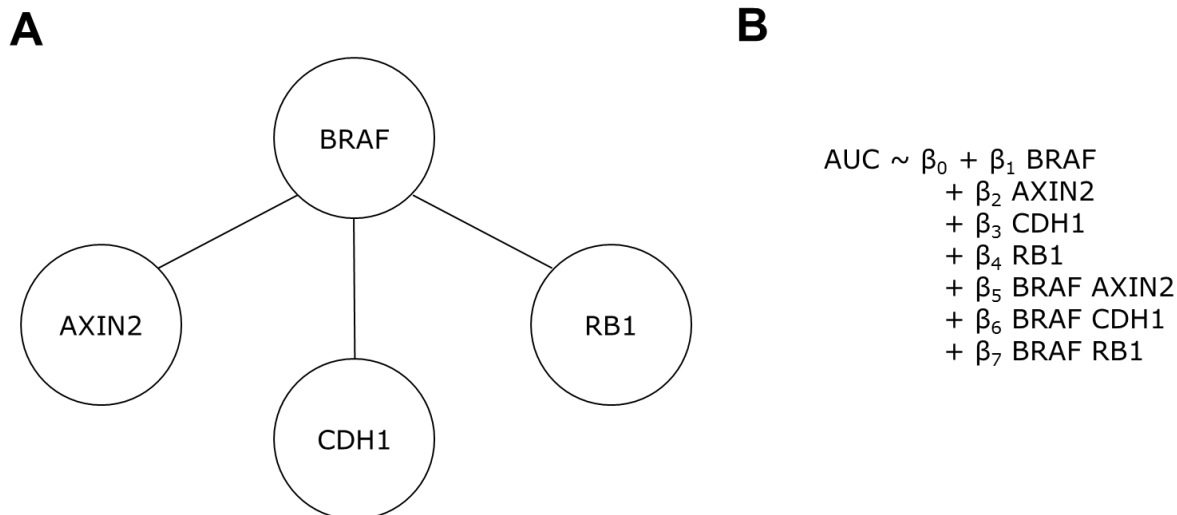 A
B
BRAF
AXIN2
RB1
CDH1
AUC ~ β₀ + β₁ BRAF
+ β₂ AXIN2
+ β₃ CDH1
+ β₄ RB1
+ β₅ BRAF AXIN2
+ β₆ BRAF CDH1
+ β₇ BRAF RB1